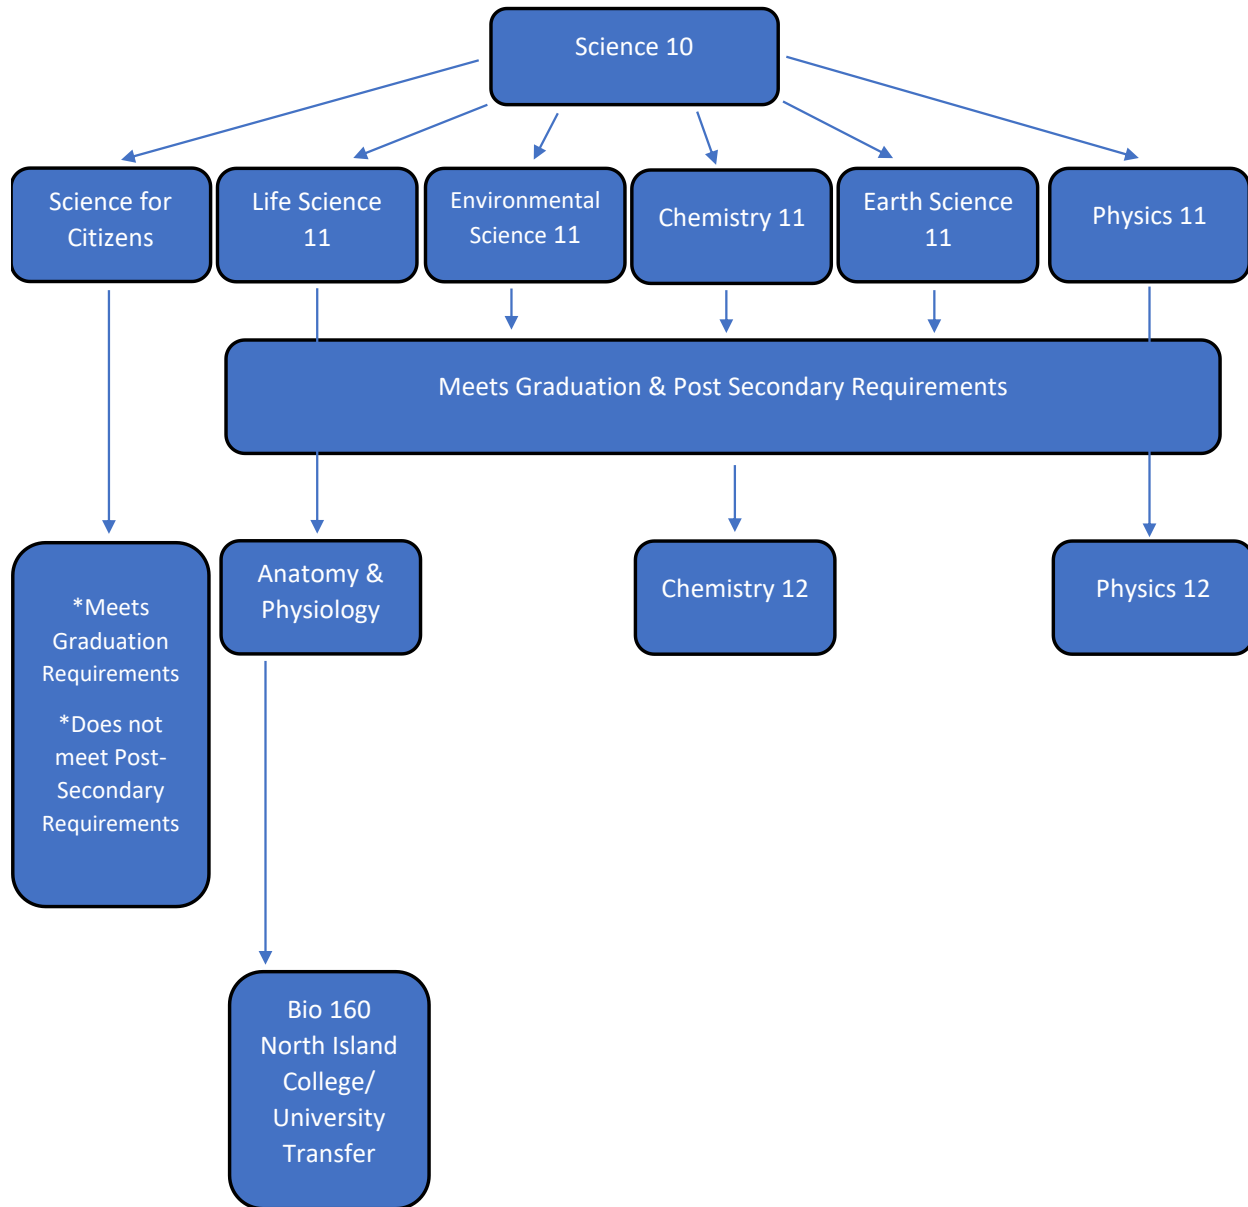 Science 10
Science for
Citizens
Life Science
11
Environmental
Science 11
Chemistry 11
Earth Science
11
Physics 11
Meets Graduation & Post Secondary Requirements
*Meets
Graduation
Requirements
*Does not
meet Post-
Secondary
Requirements
Anatomy &
Physiology
Chemistry 12
Physics 12
Bio 160
North Island
College/
University
Transfer